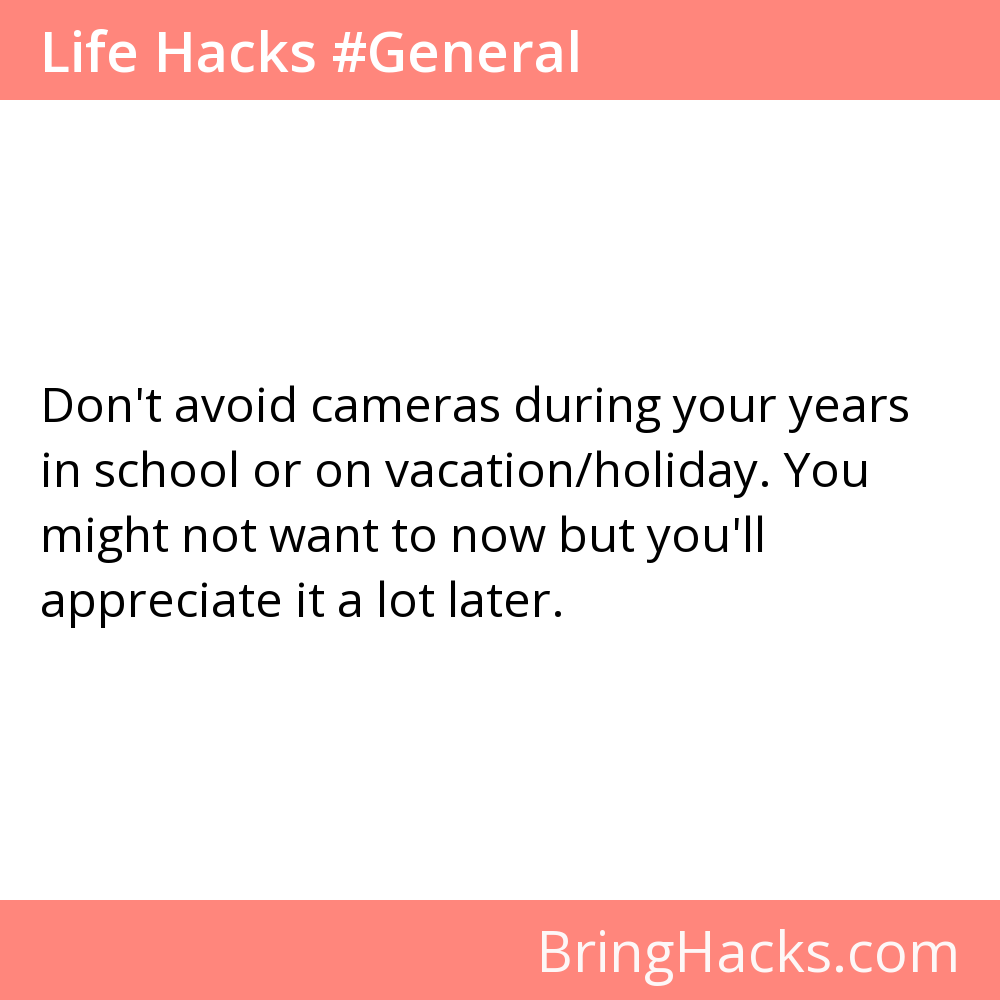 Life Hacks #General
Don't avoid cameras during your years
in school or on vacation/holiday. You
might not want to now but you'll
appreciate it a lot later.
BringHacks.com